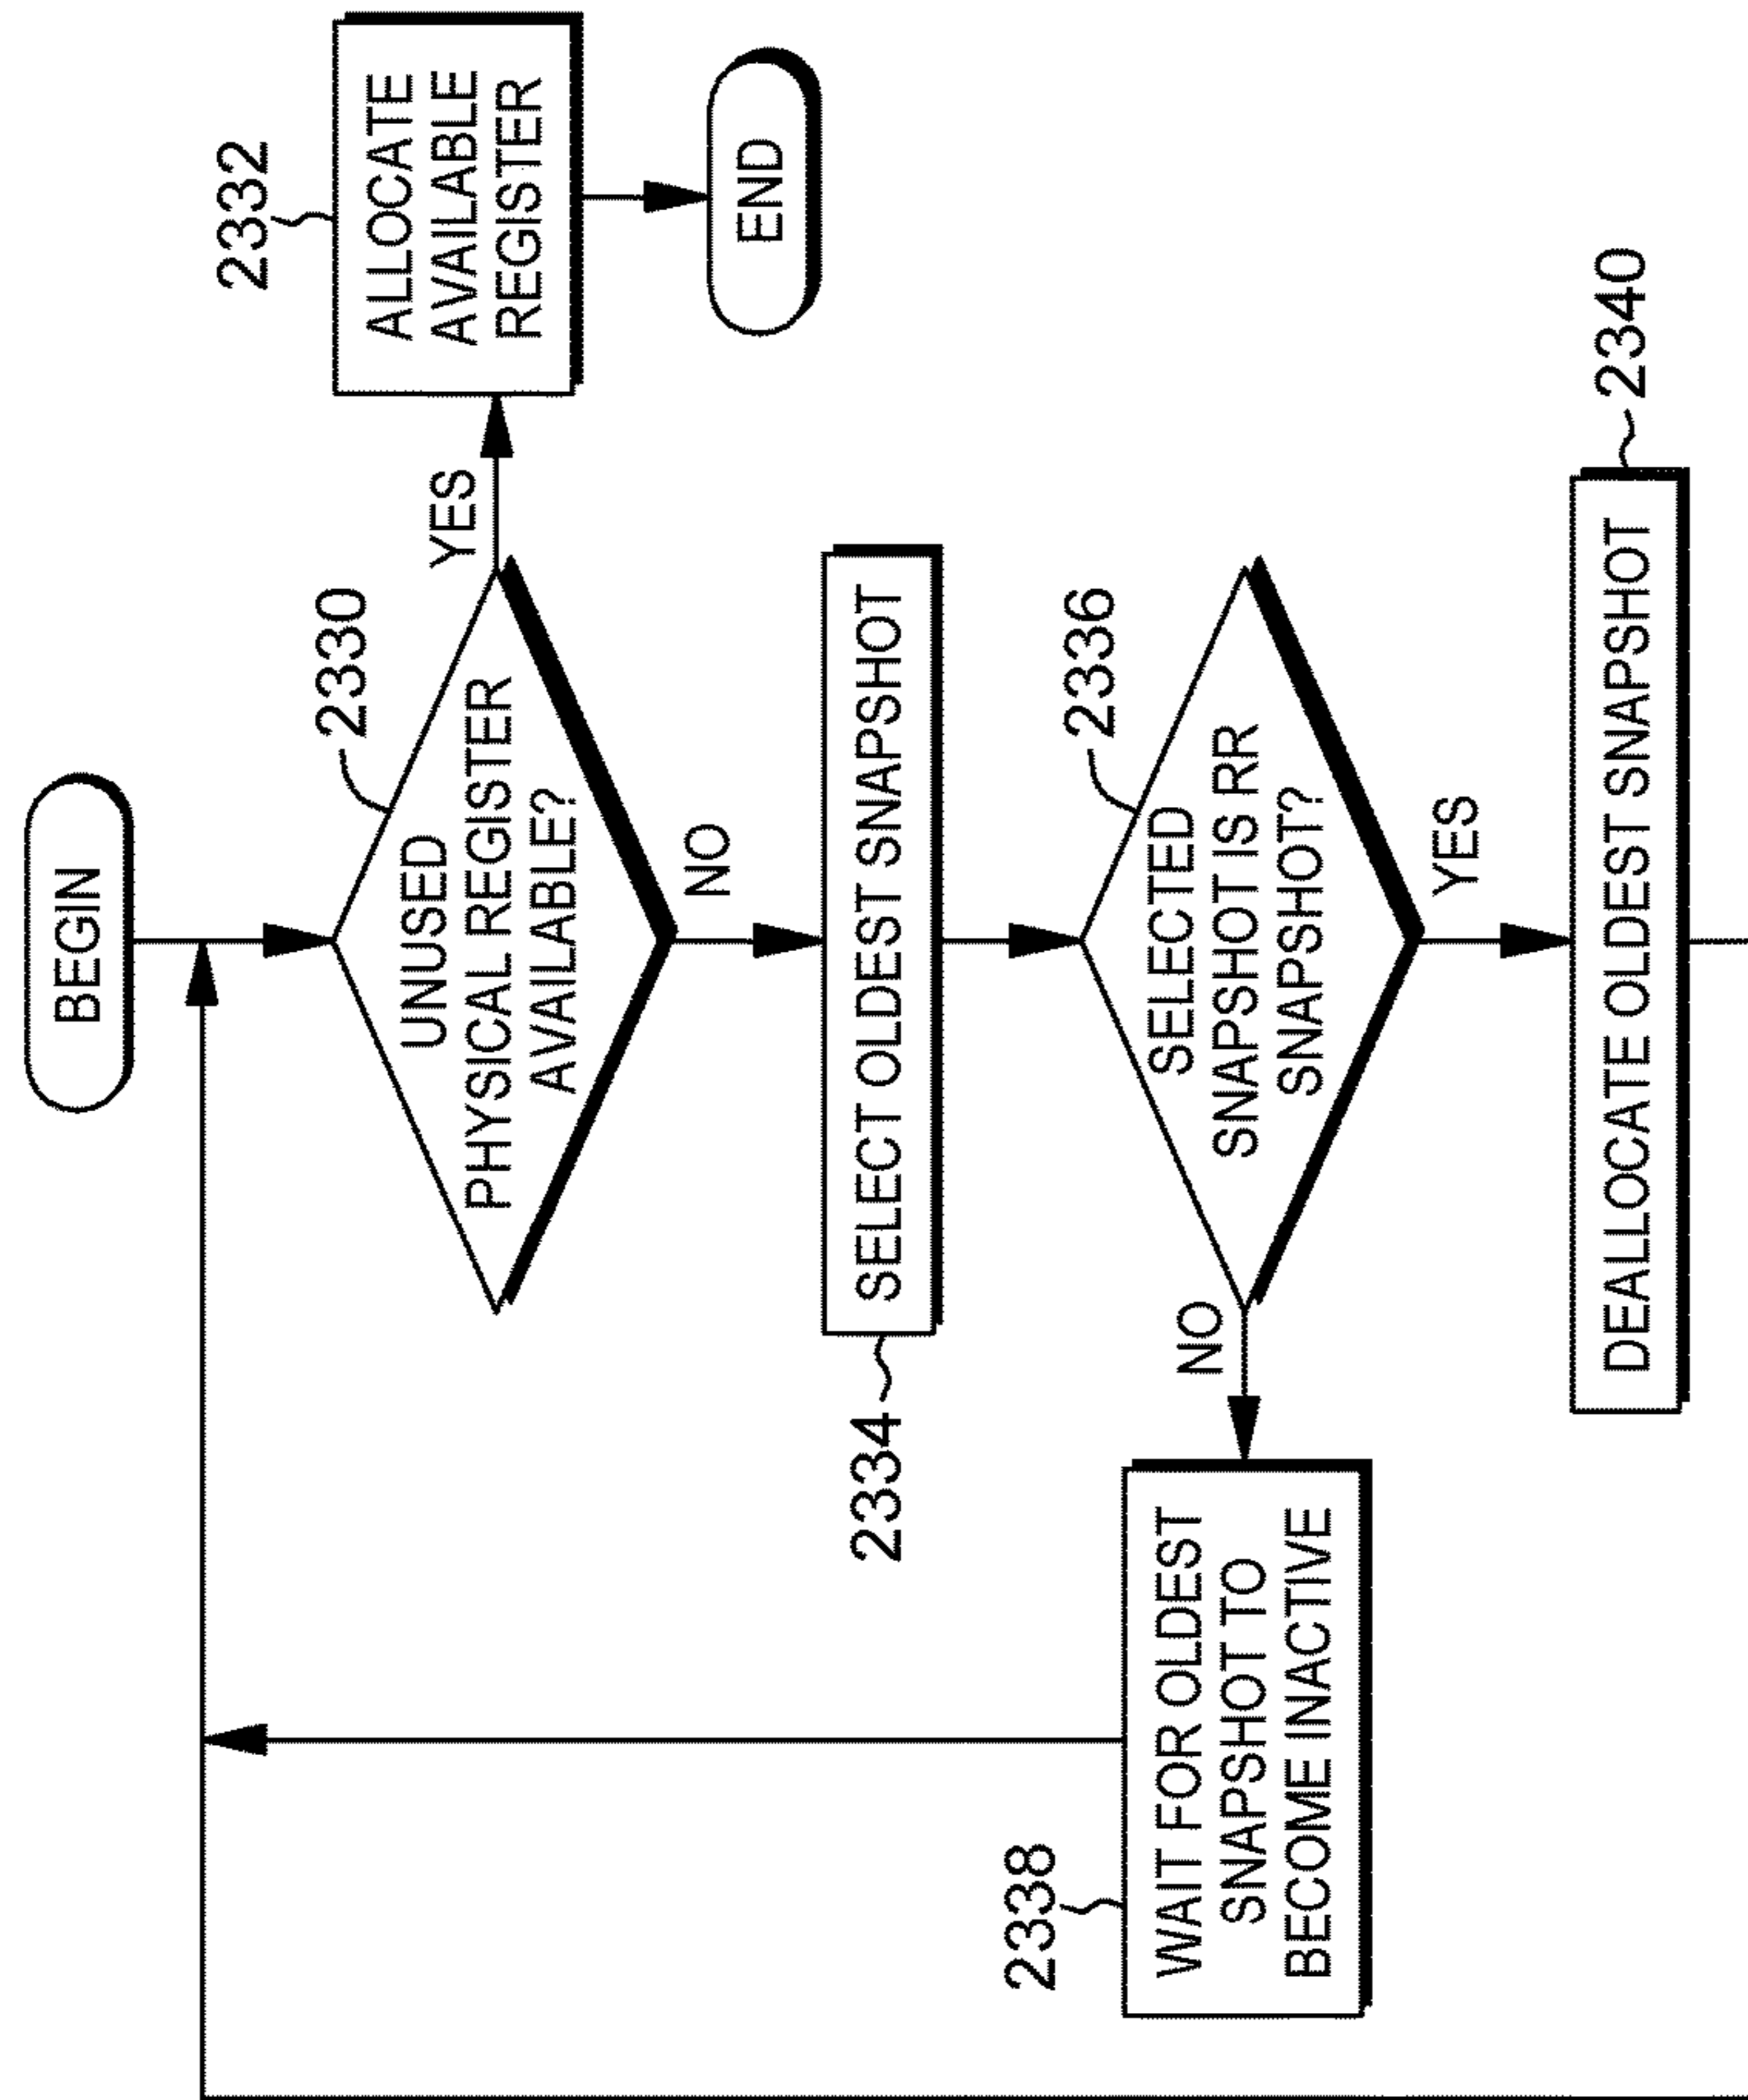 BEGIN
2330
UNUSED
PHYSICAL REGISTER
AVAILABLE?
YES
2332
ALLOCATE
AVAILABLE
REGISTER
END
NO
2334
SELECT OLDEST SNAPSHOT
2336
SELECTED
SNAPSHOT IS RR
SNAPSHOT?
NO
2338
WAIT FOR OLDEST
SNAPSHOT TO
BECOME INACTIVE
YES
2340
DEALLOCATE OLDEST SNAPSHOT